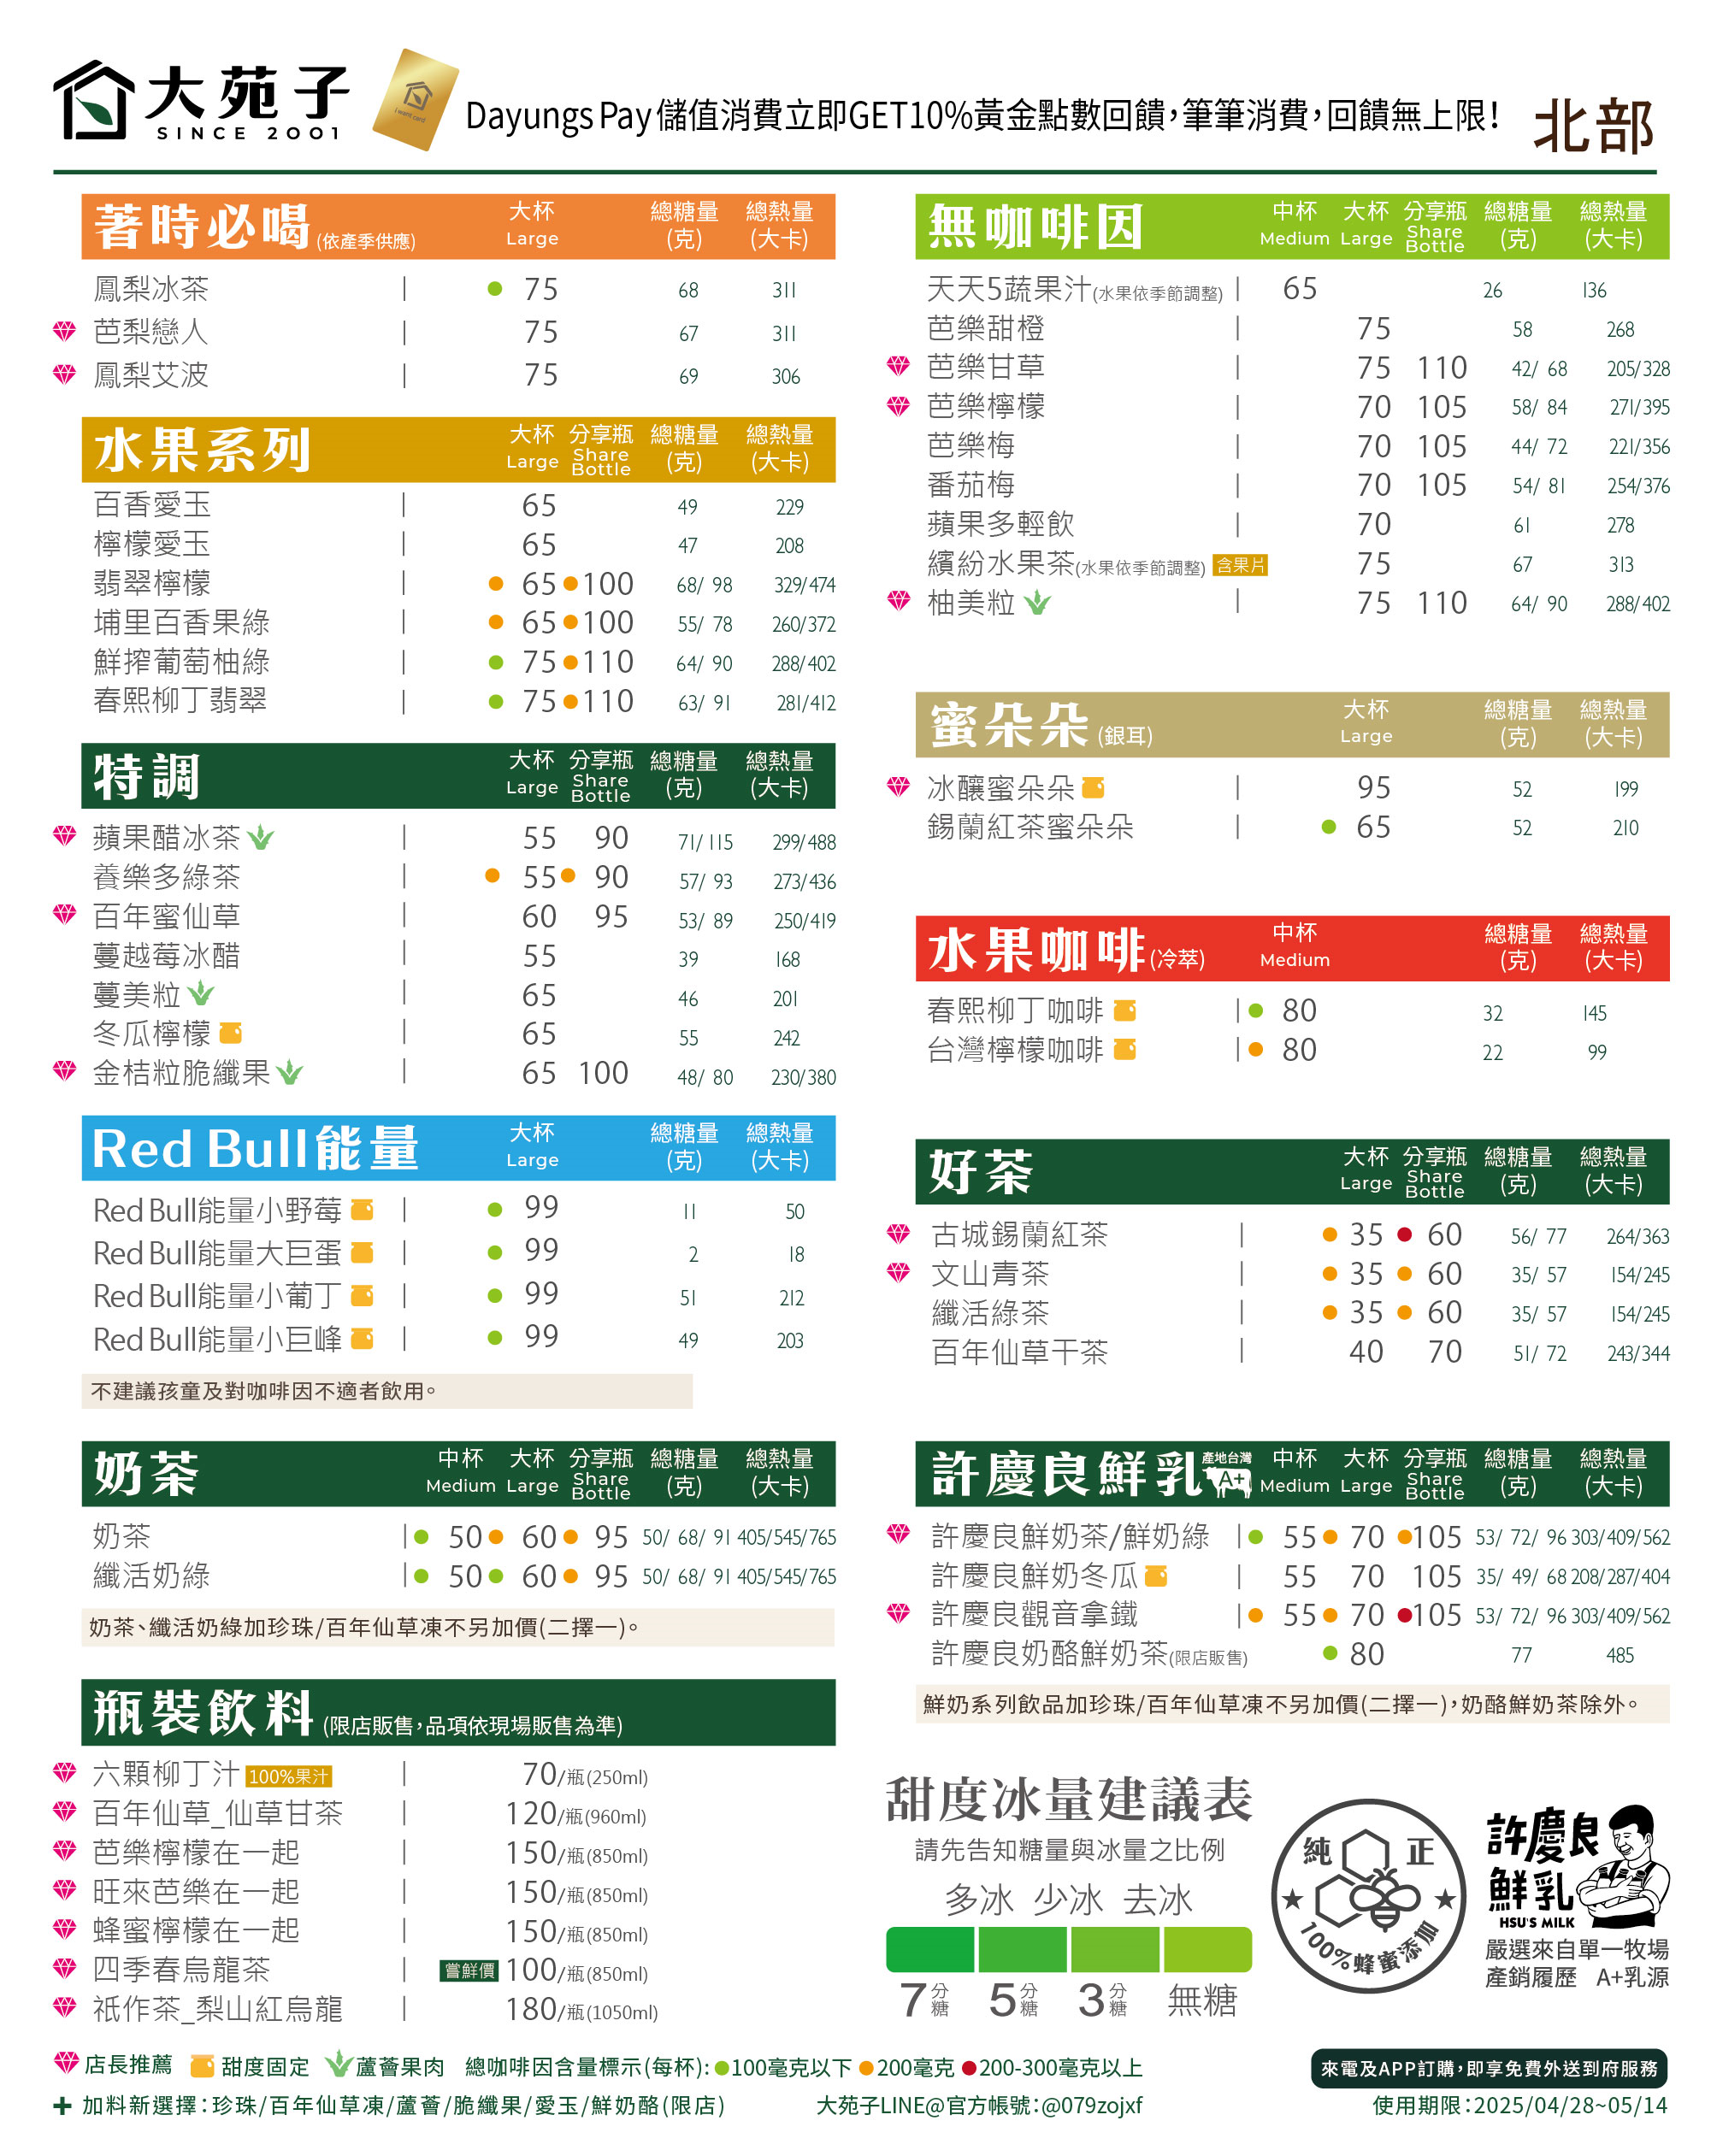 大苑子
SINCE 2001
i want card
Dayungs Pay儲值消費立即GET10%黃金點數回饋，筆筆消費，回饋無上限！
北部
著時必喝(依產季供應) 大杯 Large 總糖量(克) 總熱量(大卡)
鳳梨冰茶 | 75 68 311
芭梨戀人 | 75 67 311
鳳梨艾波 | 75 69 306
水果系列 大杯 Large 分享瓶 Share Bottle 總糖量(克) 總熱量(大卡)
百香愛玉 | 65 49 229
檸檬愛玉 | 65 47 208
翡翠檸檬 | 65 100 68/ 98 329/474
埔里百香果綠 | 65 100 55/ 78 260/372
鮮搾葡萄柚綠 | 75 110 64/ 90 288/402
春熙柳丁翡翠 | 75 110 63/ 91 281/412
特調 大杯 Large 分享瓶 Share Bottle 總糖量(克) 總熱量(大卡)
蘋果醋冰茶 | 55 90 71/115 299/488
養樂多綠茶 | 55 90 57/ 93 273/436
百年蜜仙草 | 60 95 53/ 89 250/419
蔓越莓冰醋 | 55 39 168
蔓美粒 | 65 46 201
冬瓜檸檬 | 65 55 242
金桔粒脆纖果 | 65 100 48/ 80 230/380
Red Bull能量 大杯 Large 總糖量(克) 總熱量(大卡)
Red Bull能量小野莓 | 99 11 50
Red Bull能量大巨蛋 | 99 2 18
Red Bull能量小葡丁 | 99 51 212
Red Bull能量小巨峰 | 99 49 203
不建議孩童及對咖啡因不適者飲用。
奶茶 中杯 Medium 大杯 Large 分享瓶 Share Bottle 總糖量(克) 總熱量(大卡)
奶茶 | 50 60 95 50/ 68/ 91 405/545/765
纖活奶綠 | 50 60 95 50/ 68/ 91 405/545/765
奶茶、纖活奶綠加珍珠/百年仙草凍不另加價(二擇一)。
瓶裝飲料(限店販售，品項依現場販售為準)
六顆柳丁汁 100%果汁 | 70/瓶(250ml)
百年仙草_仙草甘茶 | 120/瓶(960ml)
芭樂檸檬在一起 | 150/瓶(850ml)
旺來芭樂在一起 | 150/瓶(850ml)
蜂蜜檸檬在一起 | 150/瓶(850ml)
四季春烏龍茶 | 嘗鮮價 100/瓶(850ml)
祇作茶_梨山紅烏龍 | 180/瓶(1050ml)
無咖啡因 中杯 Medium 大杯 Large 分享瓶 Share Bottle 總糖量(克) 總熱量(大卡)
天天5蔬果汁(水果依季節調整) | 65 26 136
芭樂甜橙 | 75 58 268
芭樂甘草 | 75 110 42/ 68 205/328
芭樂檸檬 | 70 105 58/ 84 271/395
芭樂梅 | 70 105 44/ 72 221/356
番茄梅 | 70 105 54/ 81 254/376
蘋果多輕飲 | 70 61 278
繽紛水果茶(水果依季節調整) 含果片 75 67 313
柚美粒 | 75 110 64/ 90 288/402
蜜朵朵(銀耳) 大杯 Large 總糖量(克) 總熱量(大卡)
冰釀蜜朵朵 | 95 52 199
錫蘭紅茶蜜朵朵 | 65 52 210
水果咖啡(冷萃) 中杯 Medium 總糖量(克) 總熱量(大卡)
春熙柳丁咖啡 | 80 32 145
台灣檸檬咖啡 | 80 22 99
好茶 大杯 Large 分享瓶 Share Bottle 總糖量(克) 總熱量(大卡)
古城錫蘭紅茶 | 35 60 56/ 77 264/363
文山青茶 | 35 60 35/ 57 154/245
纖活綠茶 | 35 60 35/ 57 154/245
百年仙草干茶 | 40 70 51/ 72 243/344
許慶良鮮乳 產地台灣 A+ 中杯 Medium 大杯 Large 分享瓶 Share Bottle 總糖量(克) 總熱量(大卡)
許慶良鮮奶茶/鮮奶綠 | 55 70 105 53/ 72/ 96 303/409/562
許慶良鮮奶冬瓜 | 55 70 105 35/ 49/ 68 208/287/404
許慶良觀音拿鐵 | 55 70 105 53/ 72/ 96 303/409/562
許慶良奶酪鮮奶茶(限店販售) 80 77 485
鮮奶系列飲品加珍珠/百年仙草凍不另加價(二擇一)，奶酪鮮奶茶除外。
甜度冰量建議表
請先告知糖量與冰量之比例
多冰 少冰 去冰
7分糖 5分糖 3分糖 無糖
純正
100%蜂蜜添加
許慶良
鮮乳
HSU'S MILK
嚴選來自單一牧場
產銷履歷 A+乳源
店長推薦 甜度固定 蘆薈果肉 總咖啡因含量標示(每杯)：100毫克以下 200毫克 200-300毫克以上
來電及APP訂購，即享免費外送到府服務
加料新選擇：珍珠/百年仙草凍/蘆薈/脆纖果/愛玉/鮮奶酪(限店) 大苑子LINE@官方帳號：@079zojxf 使用期限：2025/04/28~05/14